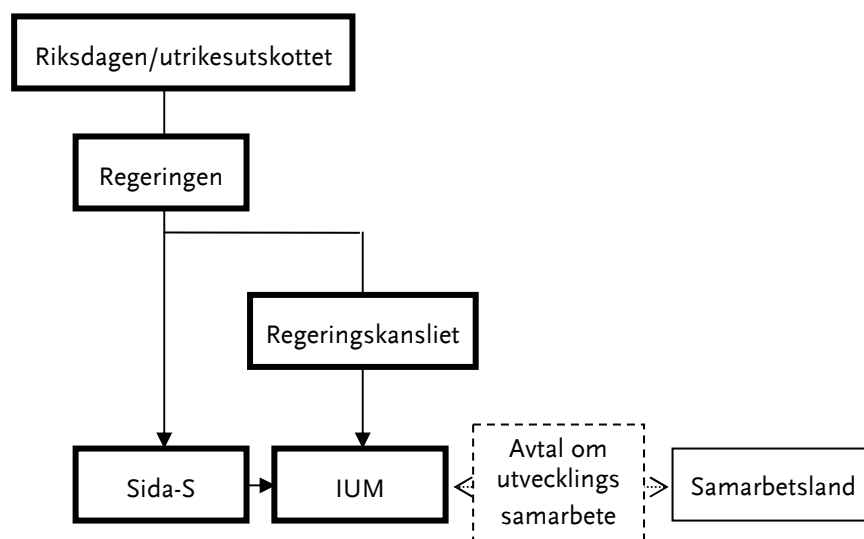 Riksdagen/utrikesutskottet
Regeringen
Regeringskansliet
Sida-S
IUM
Avtal om
utvecklings
samarbete
Samarbetsland